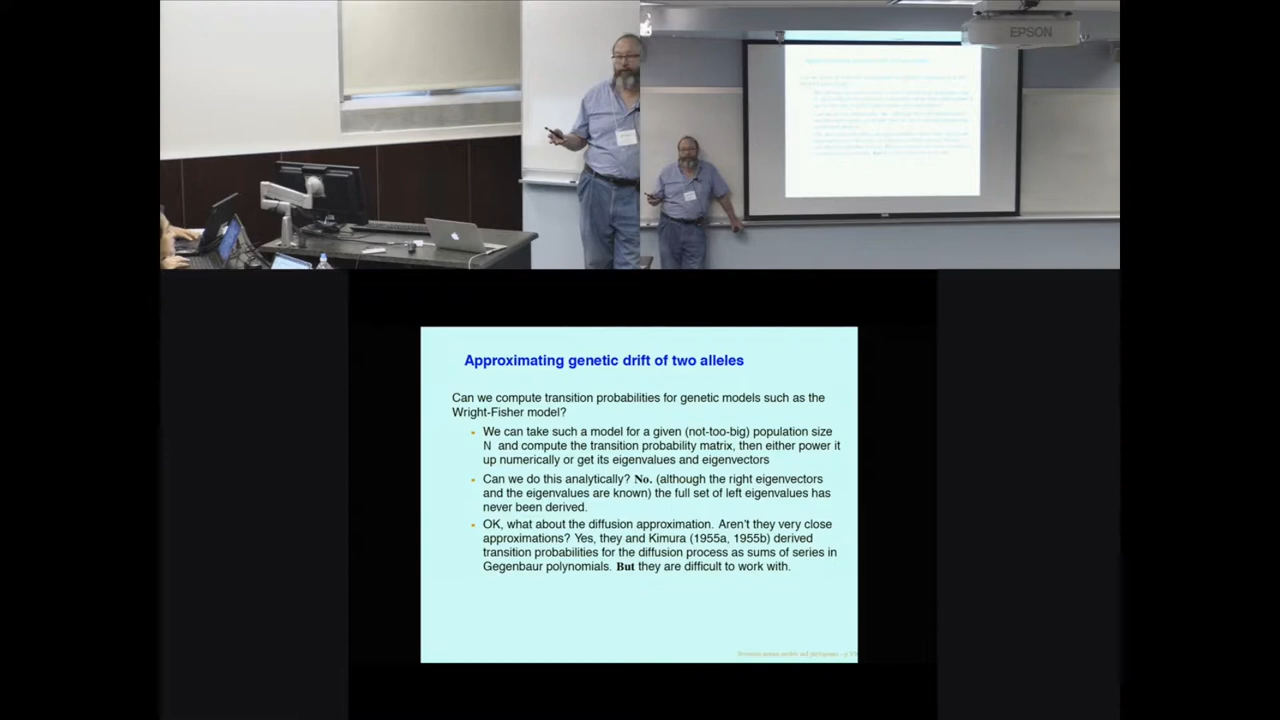 EPSON
Approximating genetic drift of two alleles
Can we compute transition probabilities for genetic models such as the
Wright-Fisher model?
We can take such a model for a given (not-too-big) population size
N and compute the transition probability matrix, then either power it
up numerically or get its eigenvalues and eigenvectors
Can we do this analytically? No. (although the right eigenvectors
and the eigenvalues are known) the full set of left eigenvalues has
never been derived.
OK, what about the diffusion approximation. Aren't they very close
approximations? Yes, they and Kimura (1955a, 1955b) derived
transition probabilities for the diffusion process as sums of series in
Gegenbaur polynomials. But they are difficult to work with.